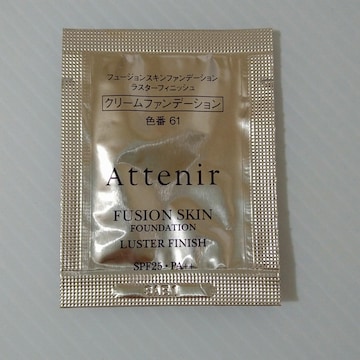 フュージョンスキンファンデーション
ラスターフィニッシュ
クリームファンデーション
色番 61
Attenir
FUSION SKIN
FOUNDATION
LUSTER FINISH
SPF25・PA++